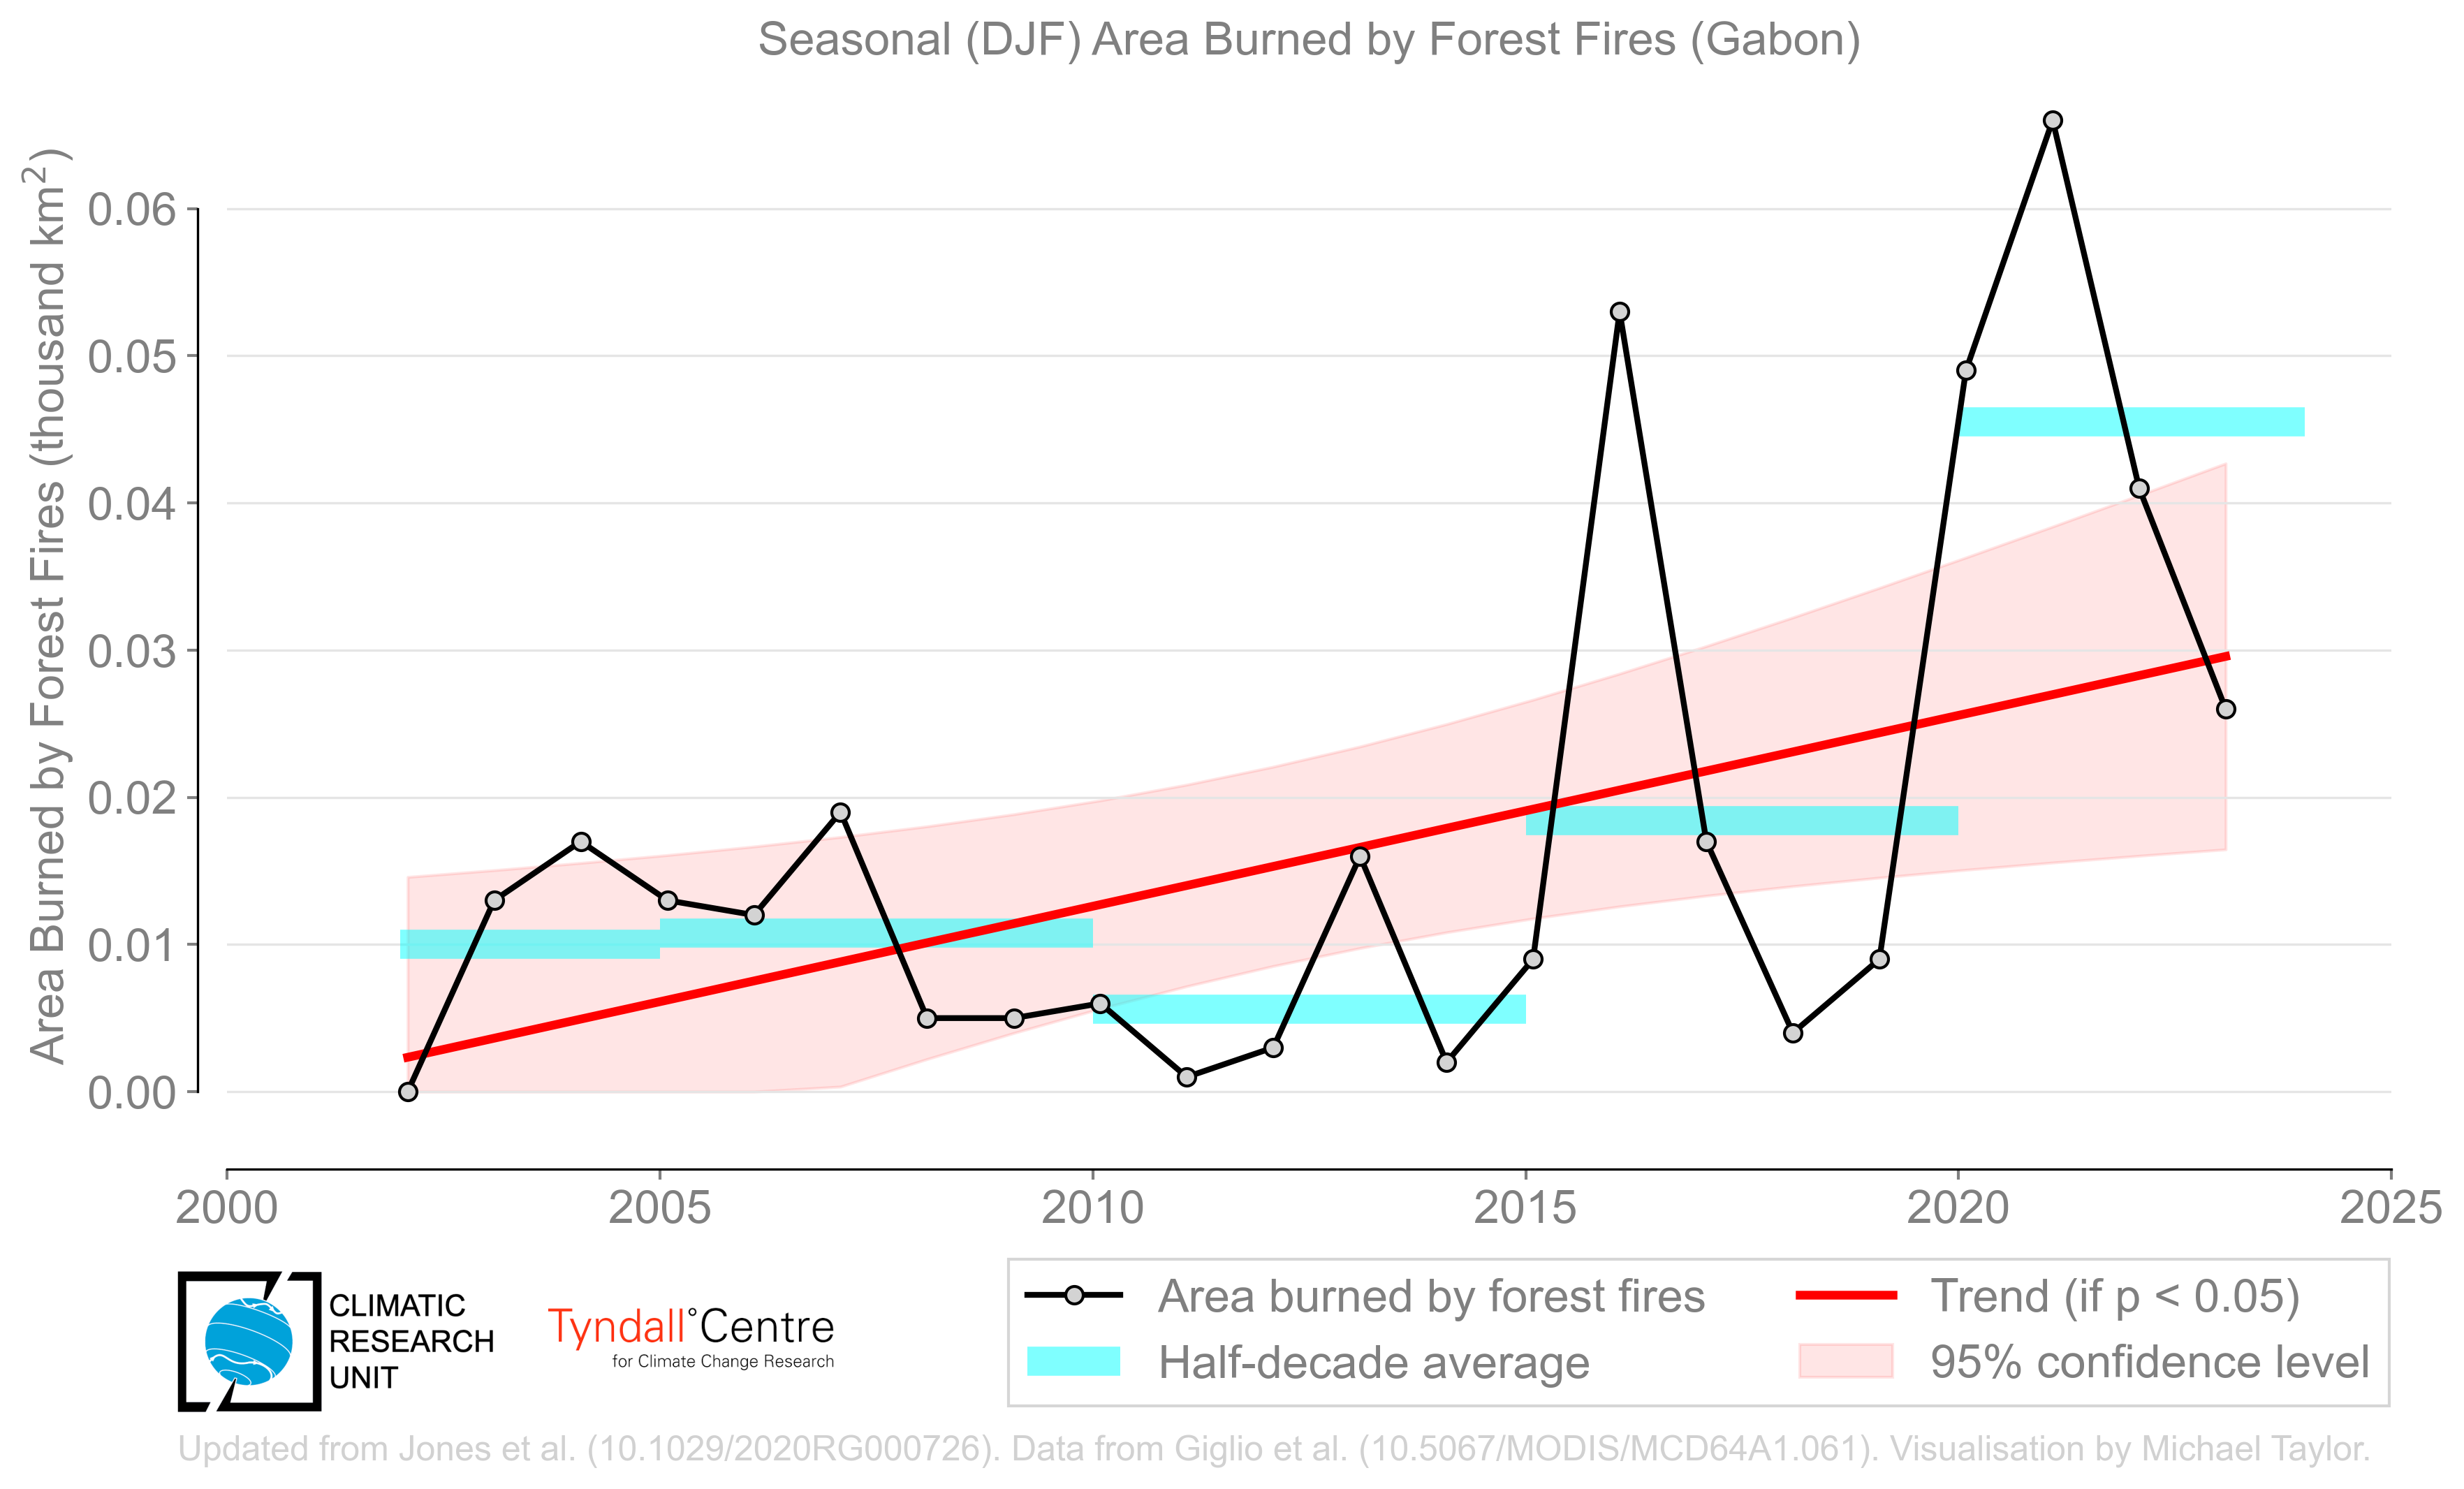 Seasonal (DJF) Area Burned by Forest Fires (Gabon)
Area Burned by Forest Fires (thousand km²)
0.06
0.05
0.04
0.03
0.02
0.01
0.00
2000 2005 2010 2015 2020 2025
CLIMATIC
RESEARCH
UNIT
Tyndall°Centre
for Climate Change Research
Area burned by forest fires
Half-decade average
Trend (if p < 0.05)
95% confidence level
Updated from Jones et al. (10.1029/2020RG000726). Data from Giglio et al. (10.5067/MODIS/MCD64A1.061). Visualisation by Michael Taylor.